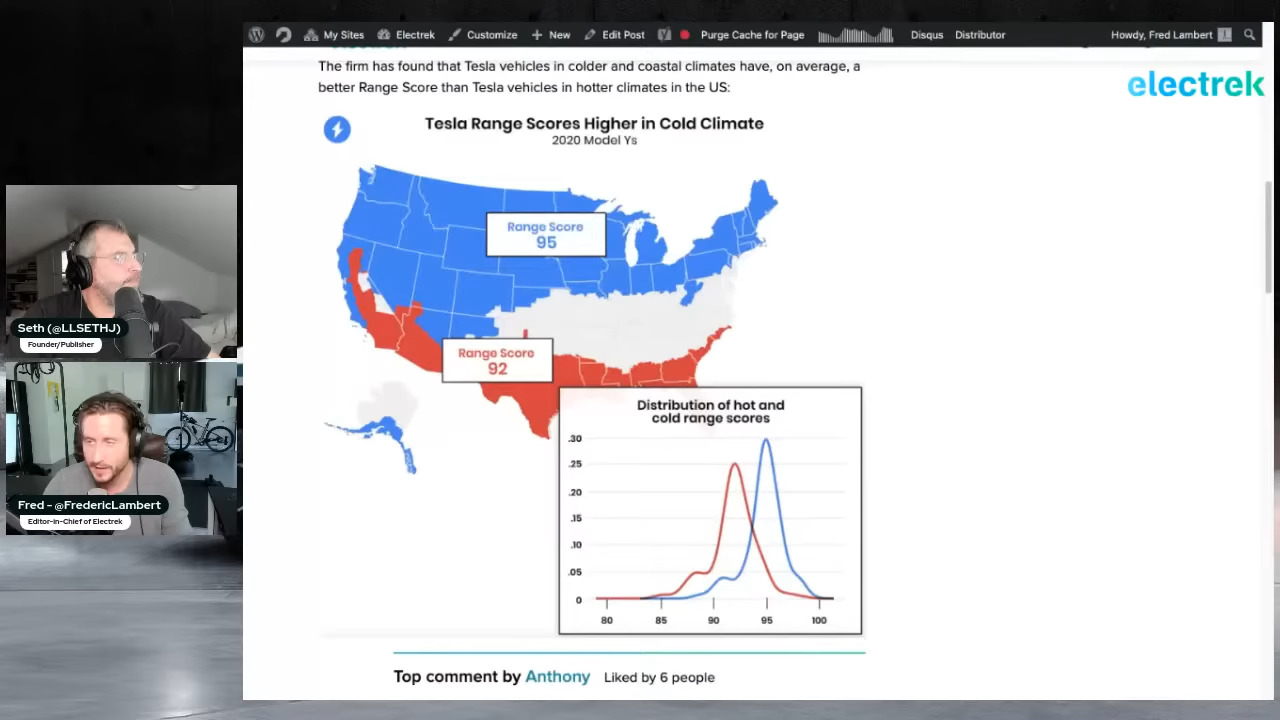 My Sites
Electrek
Customize
New
Edit Post
Purge Cache for Page
Disqus
Distributor
Howdy, Fred Lambert
The firm has found that Tesla vehicles in colder and coastal climates have, on average, a
better Range Score than Tesla vehicles in hotter climates in the US:
electrek
Tesla Range Scores Higher in Cold Climate
2020 Model Ys
Range Score
95
Range Score
92
Distribution of hot and
cold range scores
.30
.25
.20
.15
.10
.05
0
80
85
90
95
100
Seth (@LLSETHJ)
Founder/Publisher
Fred - @FredericLambert
Editor-in-Chief of Electrek
Top comment by Anthony Liked by 6 people